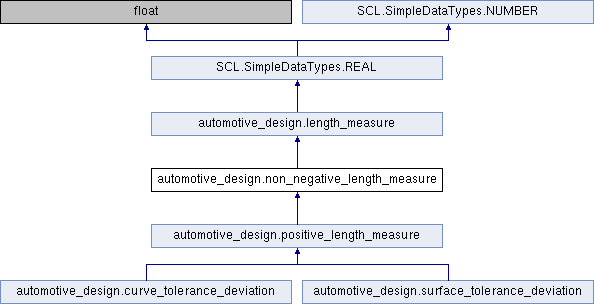 float
SCL.SimpleDataTypes.NUMBER
SCL.SimpleDataTypes.REAL
automotive_design.length_measure
automotive_design.non_negative_length_measure
automotive_design.positive_length_measure
automotive_design.curve_tolerance_deviation
automotive_design.surface_tolerance_deviation